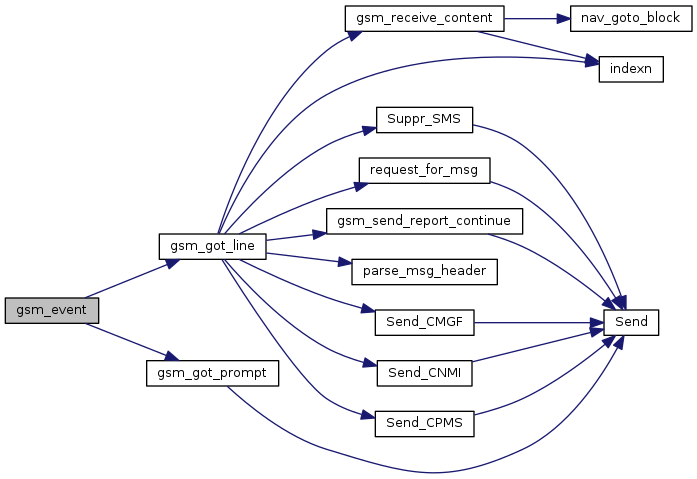 gsm_receive_content
nav_goto_block
indexn
Suppr_SMS
request_for_msg
gsm_send_report_continue
gsm_got_line
parse_msg_header
gsm_event
Send_CMGF
Send
gsm_got_prompt
Send_CNMI
Send_CPMS